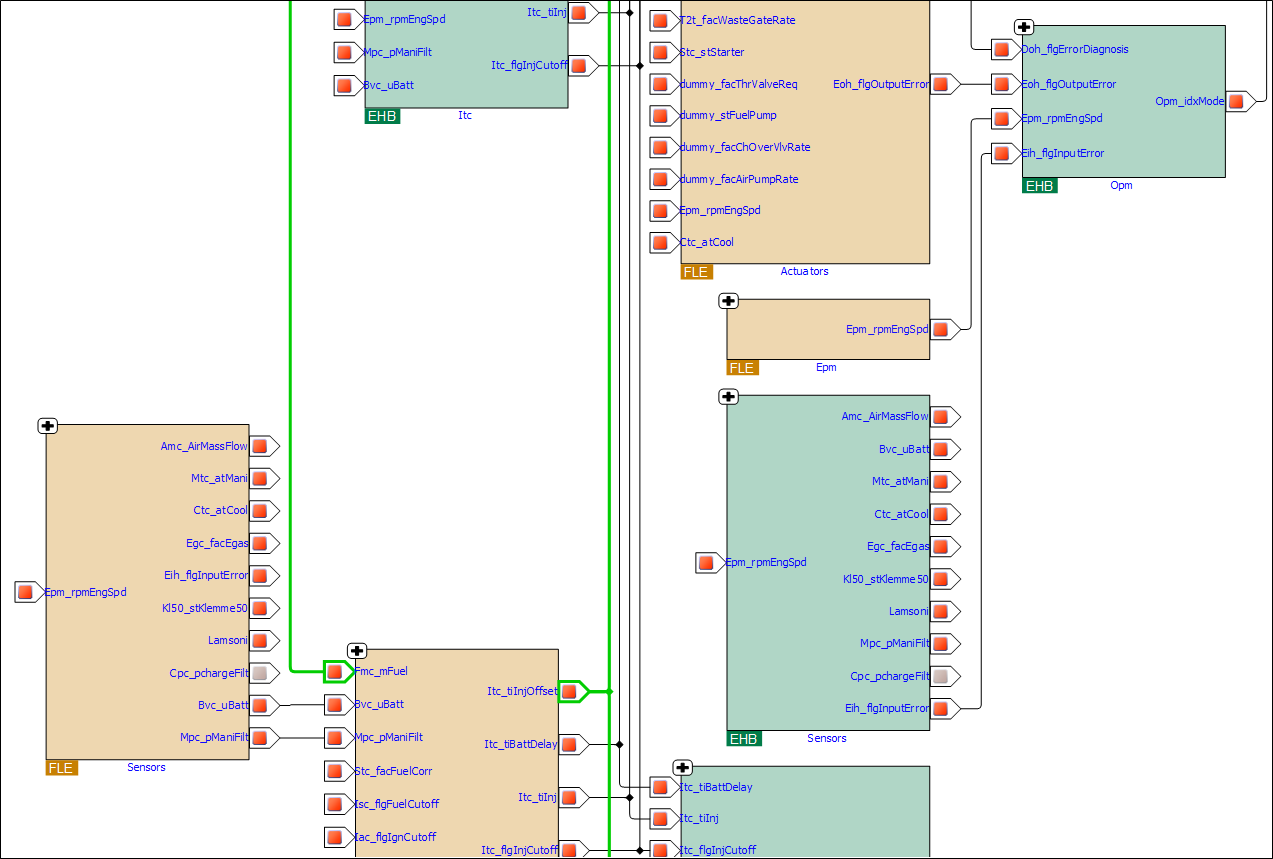 Epm_rpmEngSpd
Mpc_pManiFilt
Bvc_uBatt
Itc_tiInj
Itc_flgInjCutoff
EHB
Itc
T2t_facWasteGateRate
Stc_stStarter
dummy_facThrValveReq
dummy_stFuelPump
dummy_facChOverVlvRate
dummy_facAirPumpRate
Epm_rpmEngSpd
Ctc_atCool
Eoh_flgOutputError
FLE
Actuators
Doh_flgErrorDiagnosis
Eoh_flgOutputError
Epm_rpmEngSpd
Eih_flgInputError
Opm_idxMode
EHB
Opm
Epm_rpmEngSpd
FLE
Epm
Epm_rpmEngSpd
Amc_AirMassFlow
Mtc_atMani
Ctc_atCool
Egc_facEgas
Eih_flgInputError
Kl50_stKlemme50
Lamsoni
Cpc_pchargeFilt
Bvc_uBatt
Mpc_pManiFilt
FLE
Sensors
Epm_rpmEngSpd
Amc_AirMassFlow
Bvc_uBatt
Mtc_atMani
Ctc_atCool
Egc_facEgas
Kl50_stKlemme50
Lamsoni
Mpc_pManiFilt
Cpc_pchargeFilt
Eih_flgInputError
EHB
Sensors
Fmc_mFuel
Bvc_uBatt
Mpc_pManiFilt
Stc_facFuelCorr
Isc_flgFuelCutoff
Iac_flgIgnCutoff
Itc_tiInjOffset
Itc_tiBattDelay
Itc_tiInj
Itc_flgInjCutoff
Itc_tiBattDelay
Itc_tiInj
Itc_flgInjCutoff